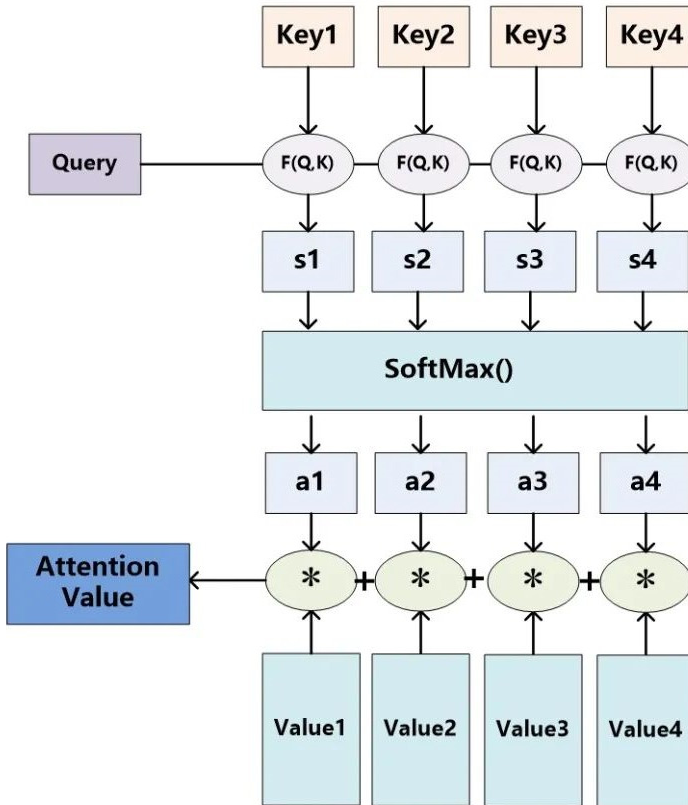 Key1 Key2 Key3 Key4
Query F(Q,K) F(Q,K) F(Q,K) F(Q,K)
s1 s2 s3 s4
SoftMax()
a1 a2 a3 a4
Attention
Value
* + * + * + *
Value1 Value2 Value3 Value4